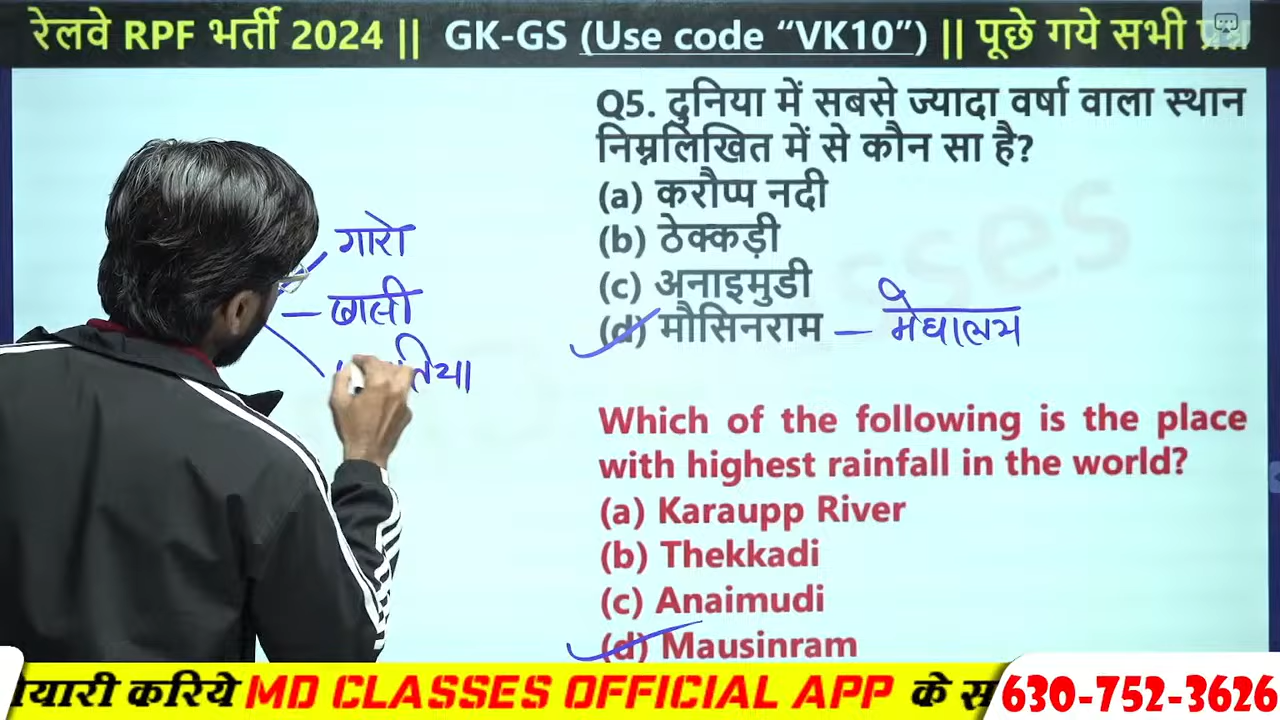 रेलवे RPF भर्ती 2024 || GK-GS (Use code “VK10”) || पूछे गये सभी प्रश्न
Q5. दुनिया में सबसे ज्यादा वर्षा वाला स्थान
निम्नलिखित में से कौन सा है?
(a) करौप्प नदी
(b) ठेक्कड़ी
(c) अनाइमुडी
(d) मौसिनराम – मेघालय
गारो
Which of the following is the place
with highest rainfall in the world?
(a) Karaupp River
(b) Thekkadi
(c) Anaimudi
(d) Mausinram
MD CLASSES OFFICIAL APP के
630-752-3626